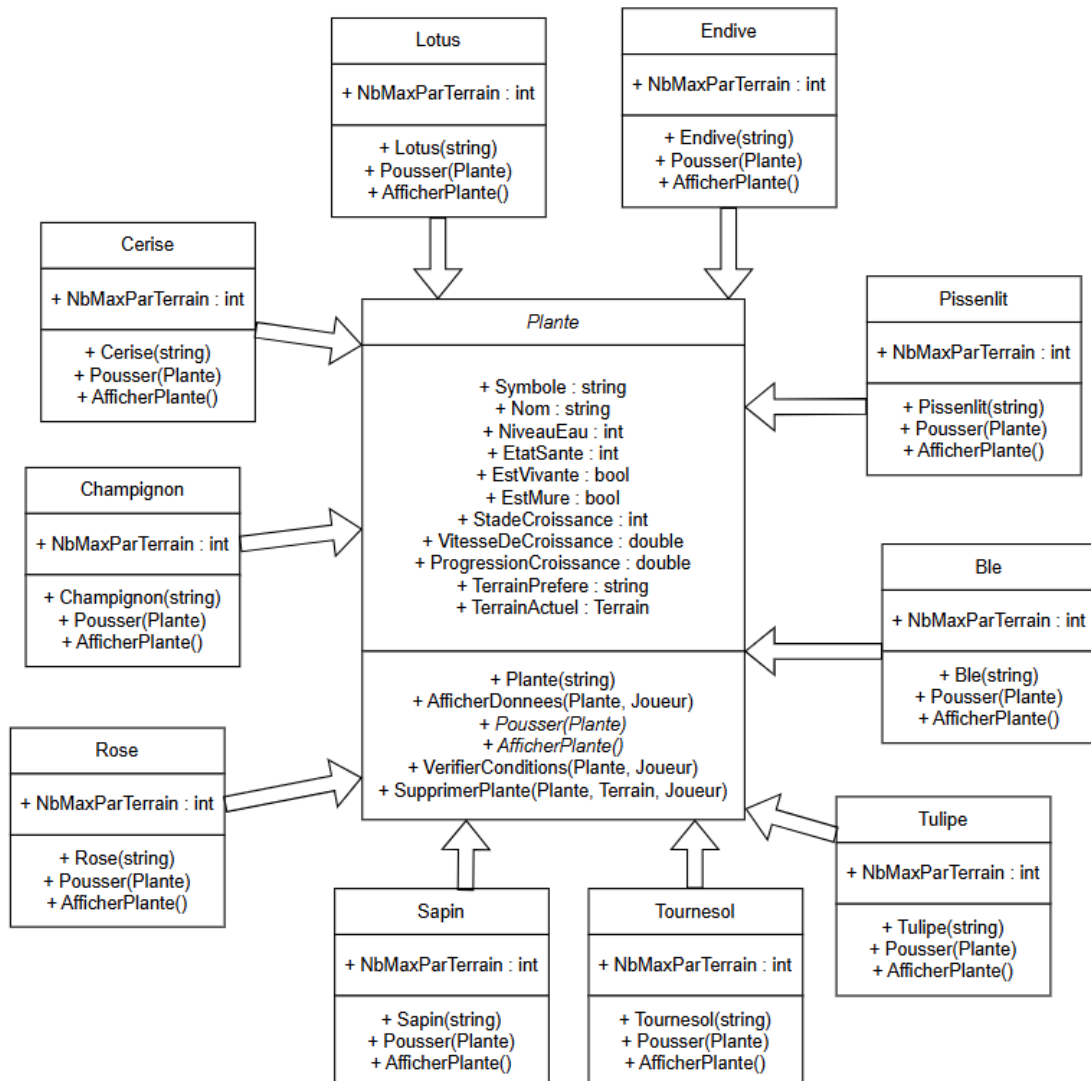 Lotus
+ NbMaxParTerrain : int
+ Lotus(string)
+ Pousser(Plante)
+ AfficherPlante()
Endive
+ NbMaxParTerrain : int
+ Endive(string)
+ Pousser(Plante)
+ AfficherPlante()
Cerise
+ NbMaxParTerrain : int
+ Cerise(string)
+ Pousser(Plante)
+ AfficherPlante()
Plante
+ Symbole : string
+ Nom : string
+ NiveauEau : int
+ EtatSante : int
+ EstVivante : bool
+ EstMure : bool
+ StadeCroissance : int
+ VitesseDeCroissance : double
+ ProgressionCroissance : double
+ TerrainPrefere : string
+ TerrainActuel : Terrain
+ Plante(string)
+ AfficherDonnees(Plante, Joueur)
+ Pousser(Plante)
+ AfficherPlante()
+ VerifierConditions(Plante, Joueur)
+ SupprimerPlante(Plante, Terrain, Joueur)
Pissenlit
+ NbMaxParTerrain : int
+ Pissenlit(string)
+ Pousser(Plante)
+ AfficherPlante()
Champignon
+ NbMaxParTerrain : int
+ Champignon(string)
+ Pousser(Plante)
+ AfficherPlante()
Ble
+ NbMaxParTerrain : int
+ Ble(string)
+ Pousser(Plante)
+ AfficherPlante()
Rose
+ NbMaxParTerrain : int
+ Rose(string)
+ Pousser(Plante)
+ AfficherPlante()
Tulipe
+ NbMaxParTerrain : int
+ Tulipe(string)
+ Pousser(Plante)
+ AfficherPlante()
Sapin
+ NbMaxParTerrain : int
+ Sapin(string)
+ Pousser(Plante)
+ AfficherPlante()
Tournesol
+ NbMaxParTerrain : int
+ Tournesol(string)
+ Pousser(Plante)
+ AfficherPlante()